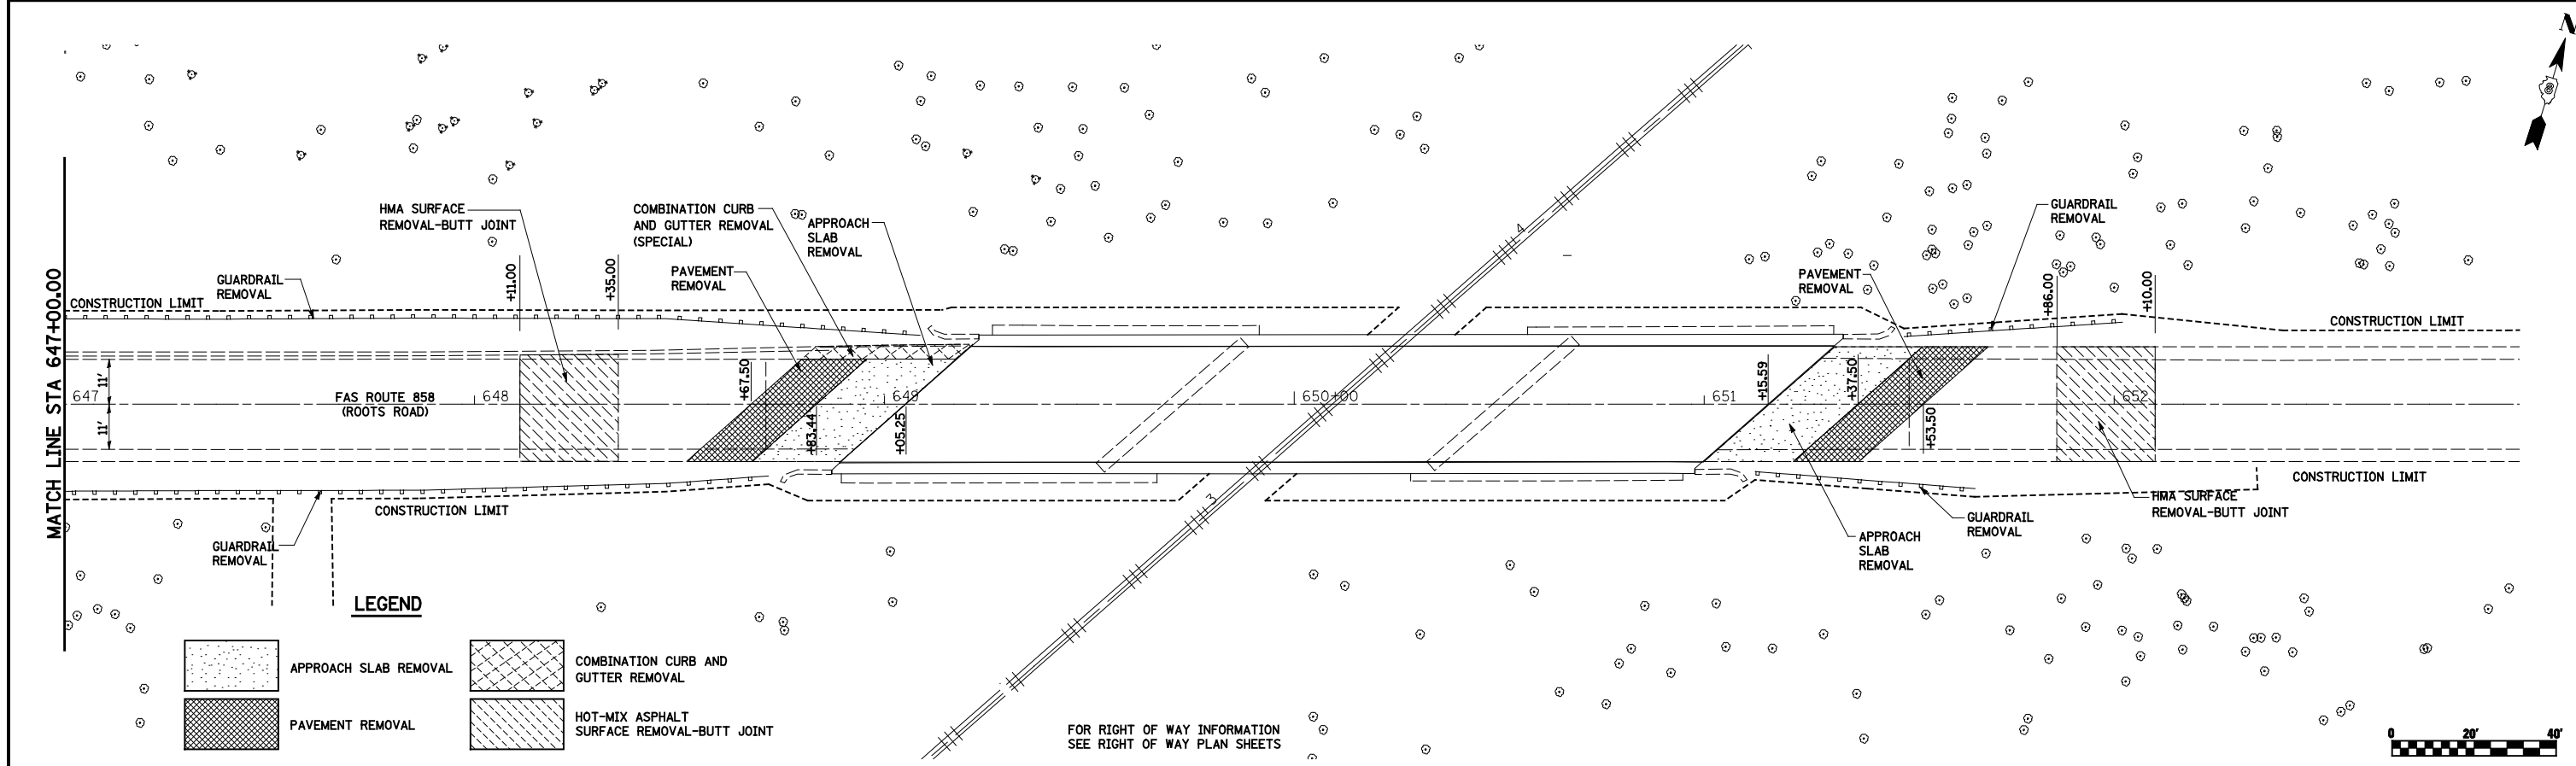 N
HMA SURFACE
REMOVAL-BUTT JOINT
COMBINATION CURB
AND GUTTER REMOVAL
(SPECIAL)
APPROACH
SLAB
REMOVAL
GUARDRAIL
REMOVAL
4
PAVEMENT
REMOVAL
PAVEMENT
REMOVAL
GUARDRAIL
REMOVAL
+11.00
+35.00
+86.00
+10.00
CONSTRUCTION LIMIT
CONSTRUCTION LIMIT
MATCH LINE STA 647+00.00
11'
11'
647
FAS ROUTE 858
(ROOTS ROAD)
648
+67.50
+83.44
649
+05.25
650+00
651
+15.59
+37.50
+53.50
652
CONSTRUCTION LIMIT
CONSTRUCTION LIMIT
3
HMA SURFACE
REMOVAL-BUTT JOINT
GUARDRAIL
REMOVAL
APPROACH
SLAB
REMOVAL
GUARDRAIL
REMOVAL
LEGEND
APPROACH SLAB REMOVAL
COMBINATION CURB AND
GUTTER REMOVAL
PAVEMENT REMOVAL
HOT-MIX ASPHALT
SURFACE REMOVAL-BUTT JOINT
FOR RIGHT OF WAY INFORMATION
SEE RIGHT OF WAY PLAN SHEETS
0 20' 40'